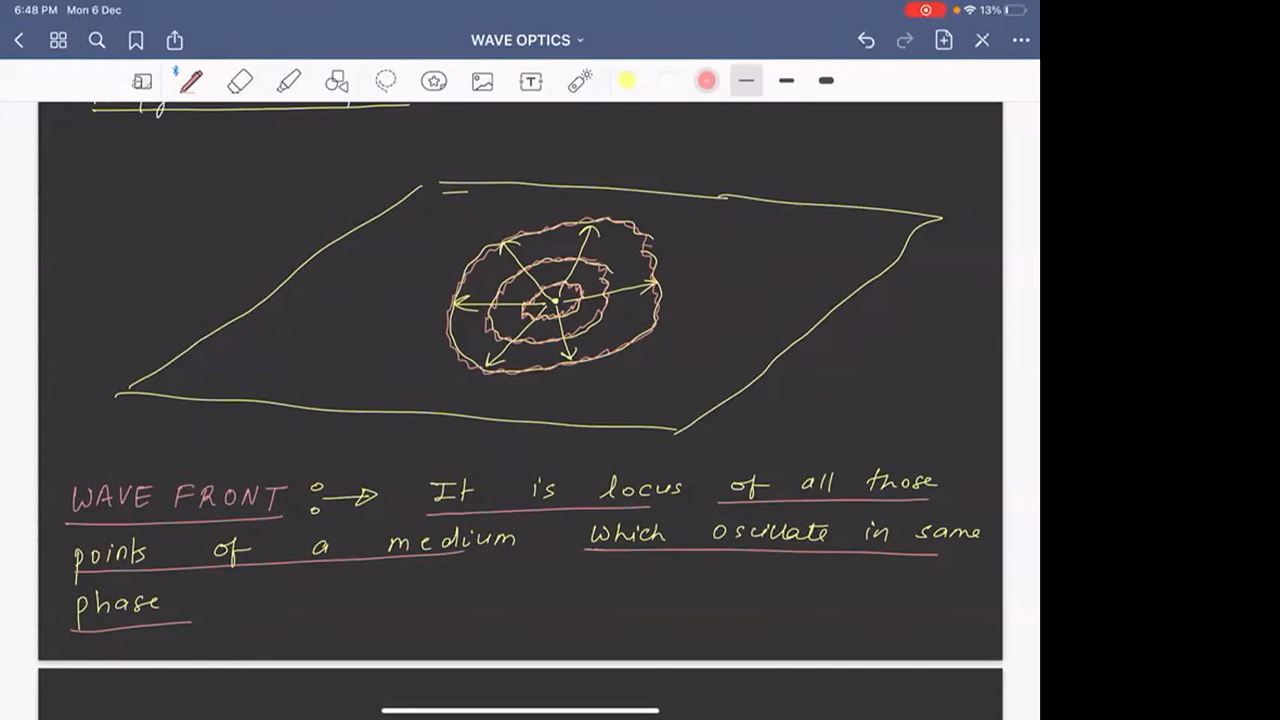 6:48 PM Mon 6 Dec
13%
WAVE OPTICS
T
WAVE FRONT : → It is locus of all those
points of a medium which oscillate in same
phase